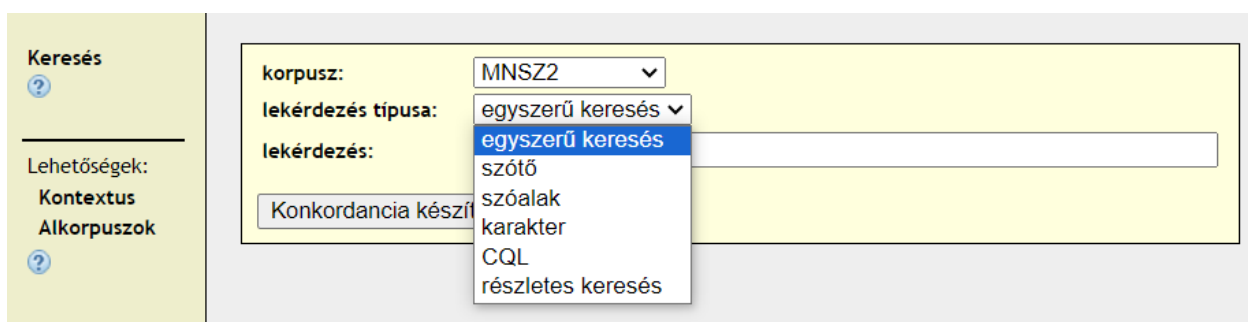 Keresés
Lehetőségek:
Kontextus
Alkorpuszok
korpusz: MNSZ2
lekérdezés típusa: egyszerű keresés
lekérdezés:
egyszerű keresés
szótő
szóalak
karakter
CQL
részletes keresés
Konkordancia készít